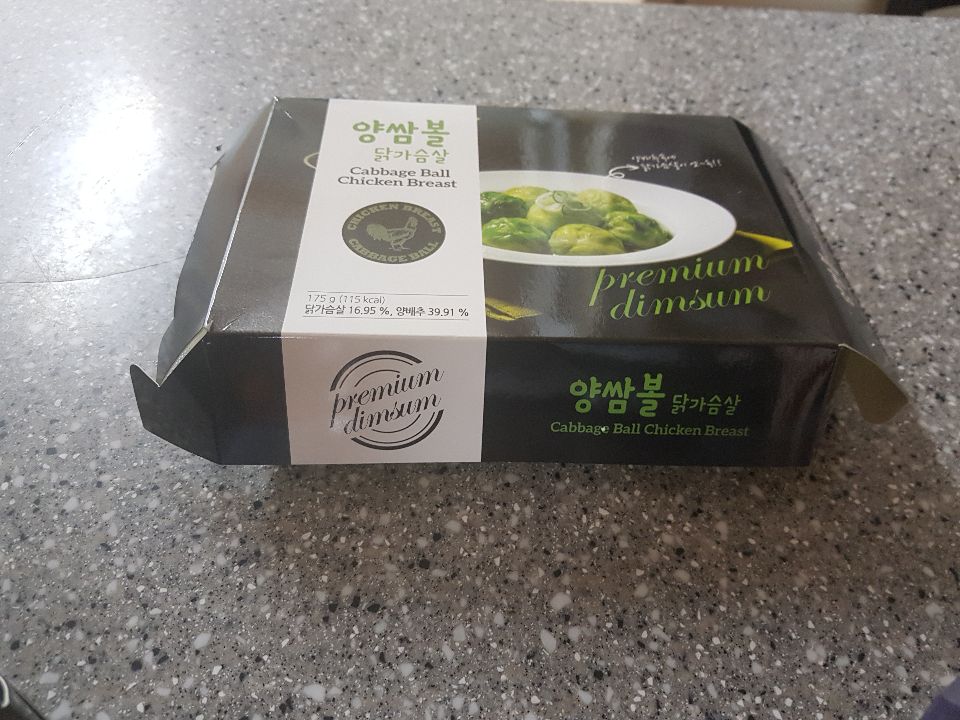 양쌈볼
닭가슴살
Cabbage Ball
Chicken Breast
CHICKEN BREAST
CABBAGE BALL
175 g (115 kcal)
닭가슴살 16.95 %, 양배추 39.91 %
premium
dimsum
premium
dimsum
양쌈볼 닭가슴살
Cabbage Ball Chicken Breast